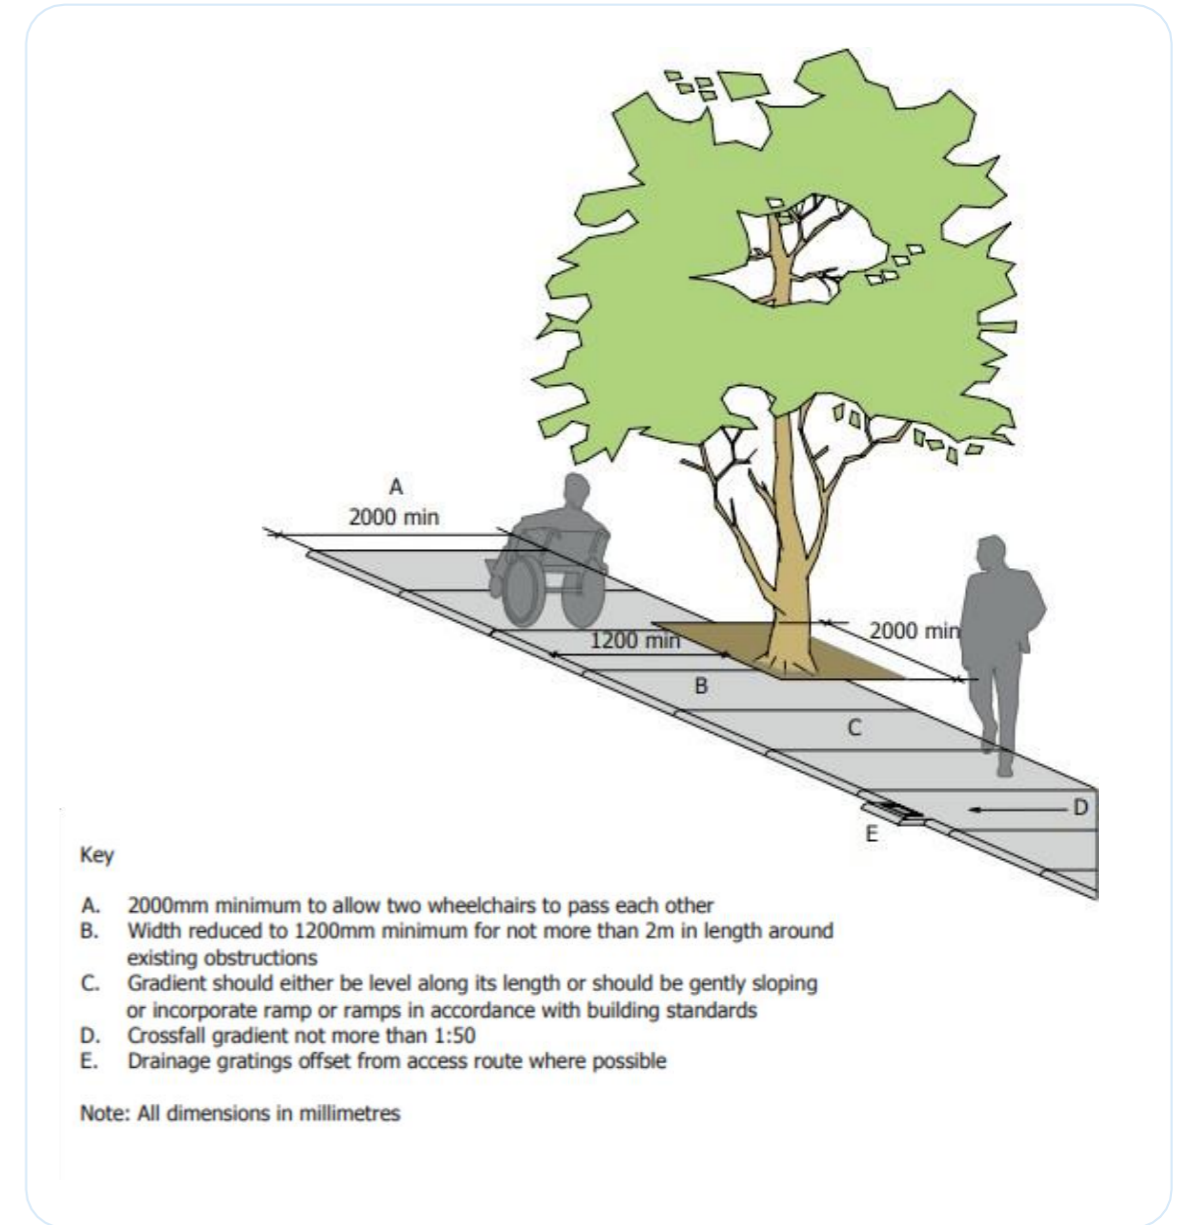 A
2000 min
1200 min
2000 min
B
C
D
E
Key
A. 2000mm minimum to allow two wheelchairs to pass each other
B. Width reduced to 1200mm minimum for not more than 2m in length around
existing obstructions
C. Gradient should either be level along its length or should be gently sloping
or incorporate ramp or ramps in accordance with building standards
D. Crossfall gradient not more than 1:50
E. Drainage gratings offset from access route where possible
Note: All dimensions in millimetres